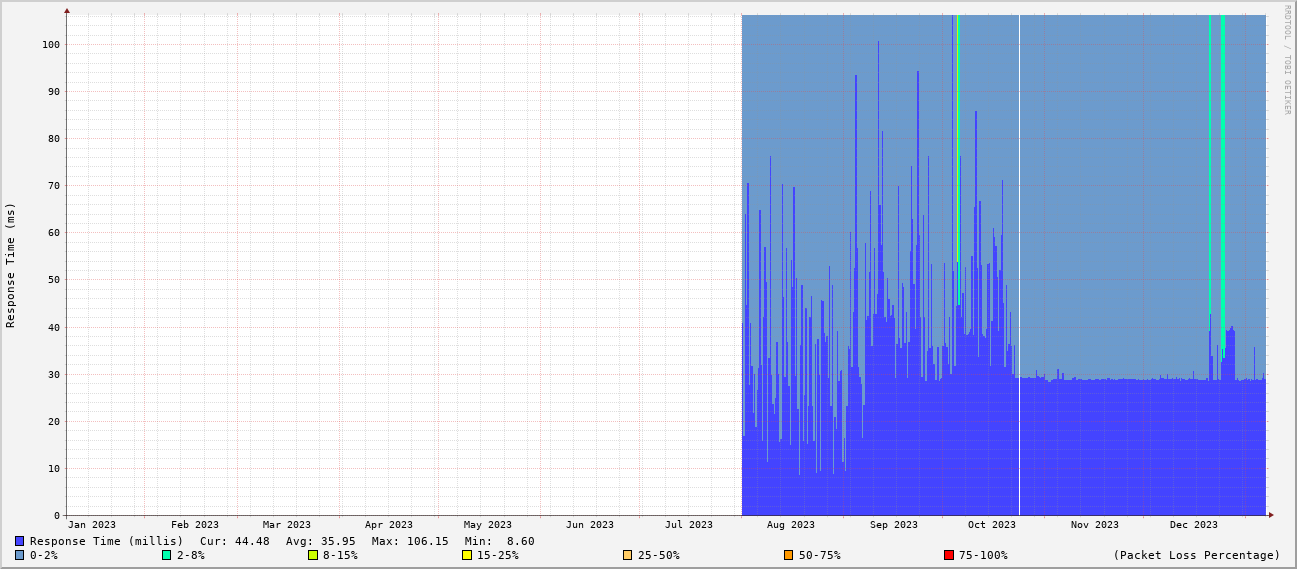 RRDTOOL / TOBI OETIKER
Response Time (ms)
100
90
80
70
60
50
40
30
20
10
0
Jan 2023 Feb 2023 Mar 2023 Apr 2023 May 2023 Jun 2023 Jul 2023 Aug 2023 Sep 2023 Oct 2023 Nov 2023 Dec 2023
Response Time (millis) Cur: 44.48 Avg: 35.95 Max: 106.15 Min: 8.60
0-2% 2-8% 8-15% 15-25% 25-50% 50-75% 75-100% (Packet Loss Percentage)